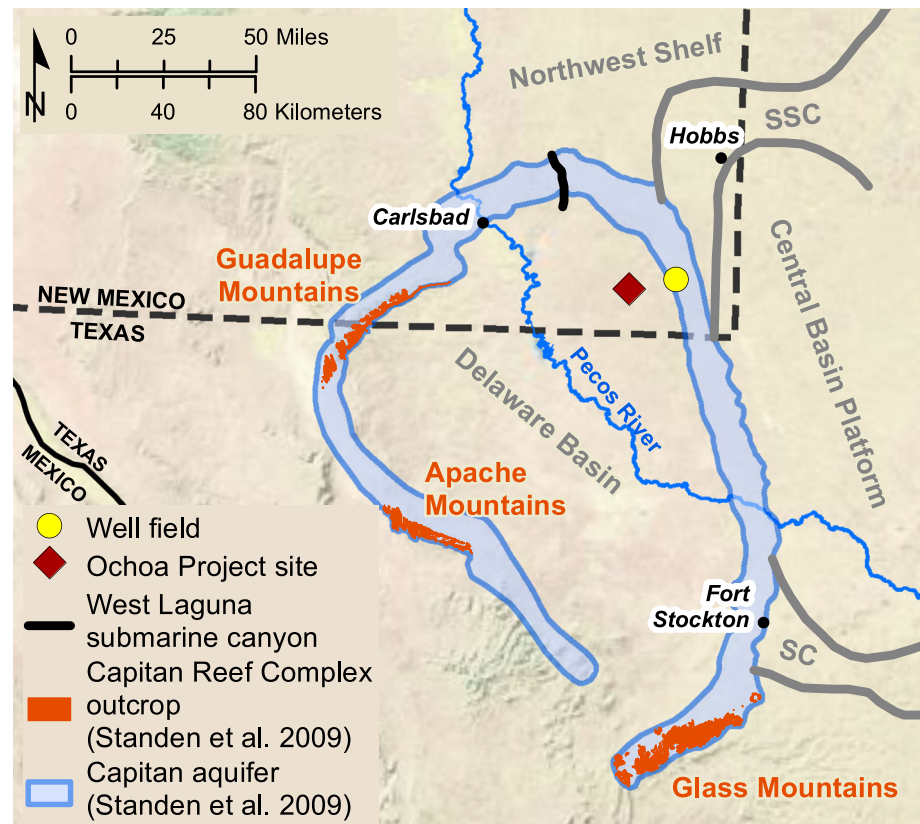 0 25 50 Miles
0 40 80 Kilometers
N
Northwest Shelf
SSC
Hobbs
Carlsbad
Guadalupe
Mountains
NEW MEXICO
TEXAS
Central Basin Platform
Pecos River
Delaware Basin
TEXAS
MEXICO
Apache
Mountains
Well field
Ochoa Project site
West Laguna
submarine canyon
Capitan Reef Complex
outcrop
(Standen et al. 2009)
Capitan aquifer
(Standen et al. 2009)
Fort
Stockton
SC
Glass Mountains